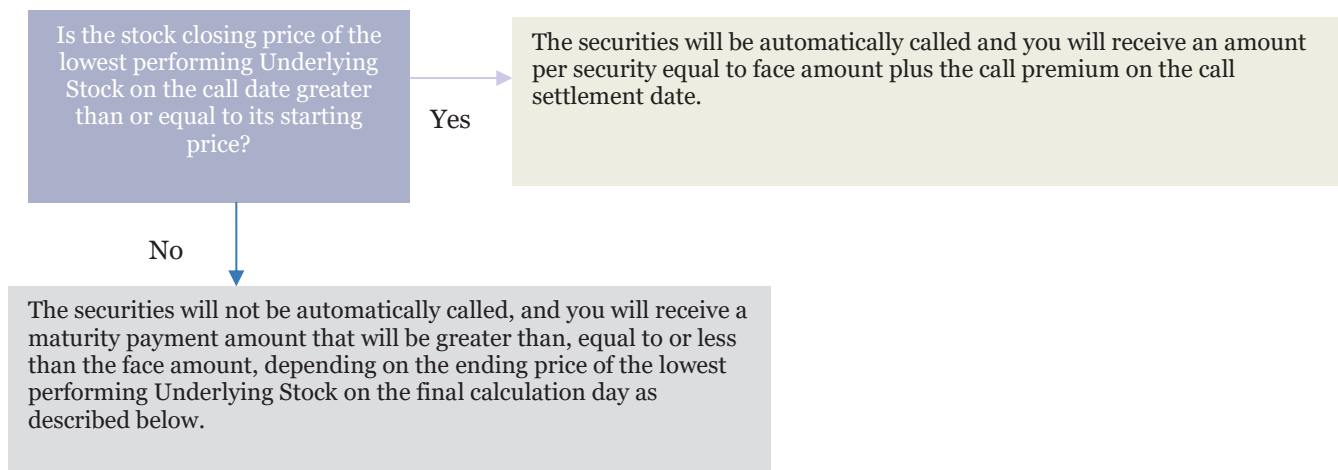 Is the stock closing price of the
lowest performing Underlying
Stock on the call date greater
than or equal to its starting
price?
Yes
The securities will be automatically called and you will receive an amount
per security equal to face amount plus the call premium on the call
settlement date.
No
The securities will not be automatically called, and you will receive a
maturity payment amount that will be greater than, equal to or less
than the face amount, depending on the ending price of the lowest
performing Underlying Stock on the final calculation day as
described below.